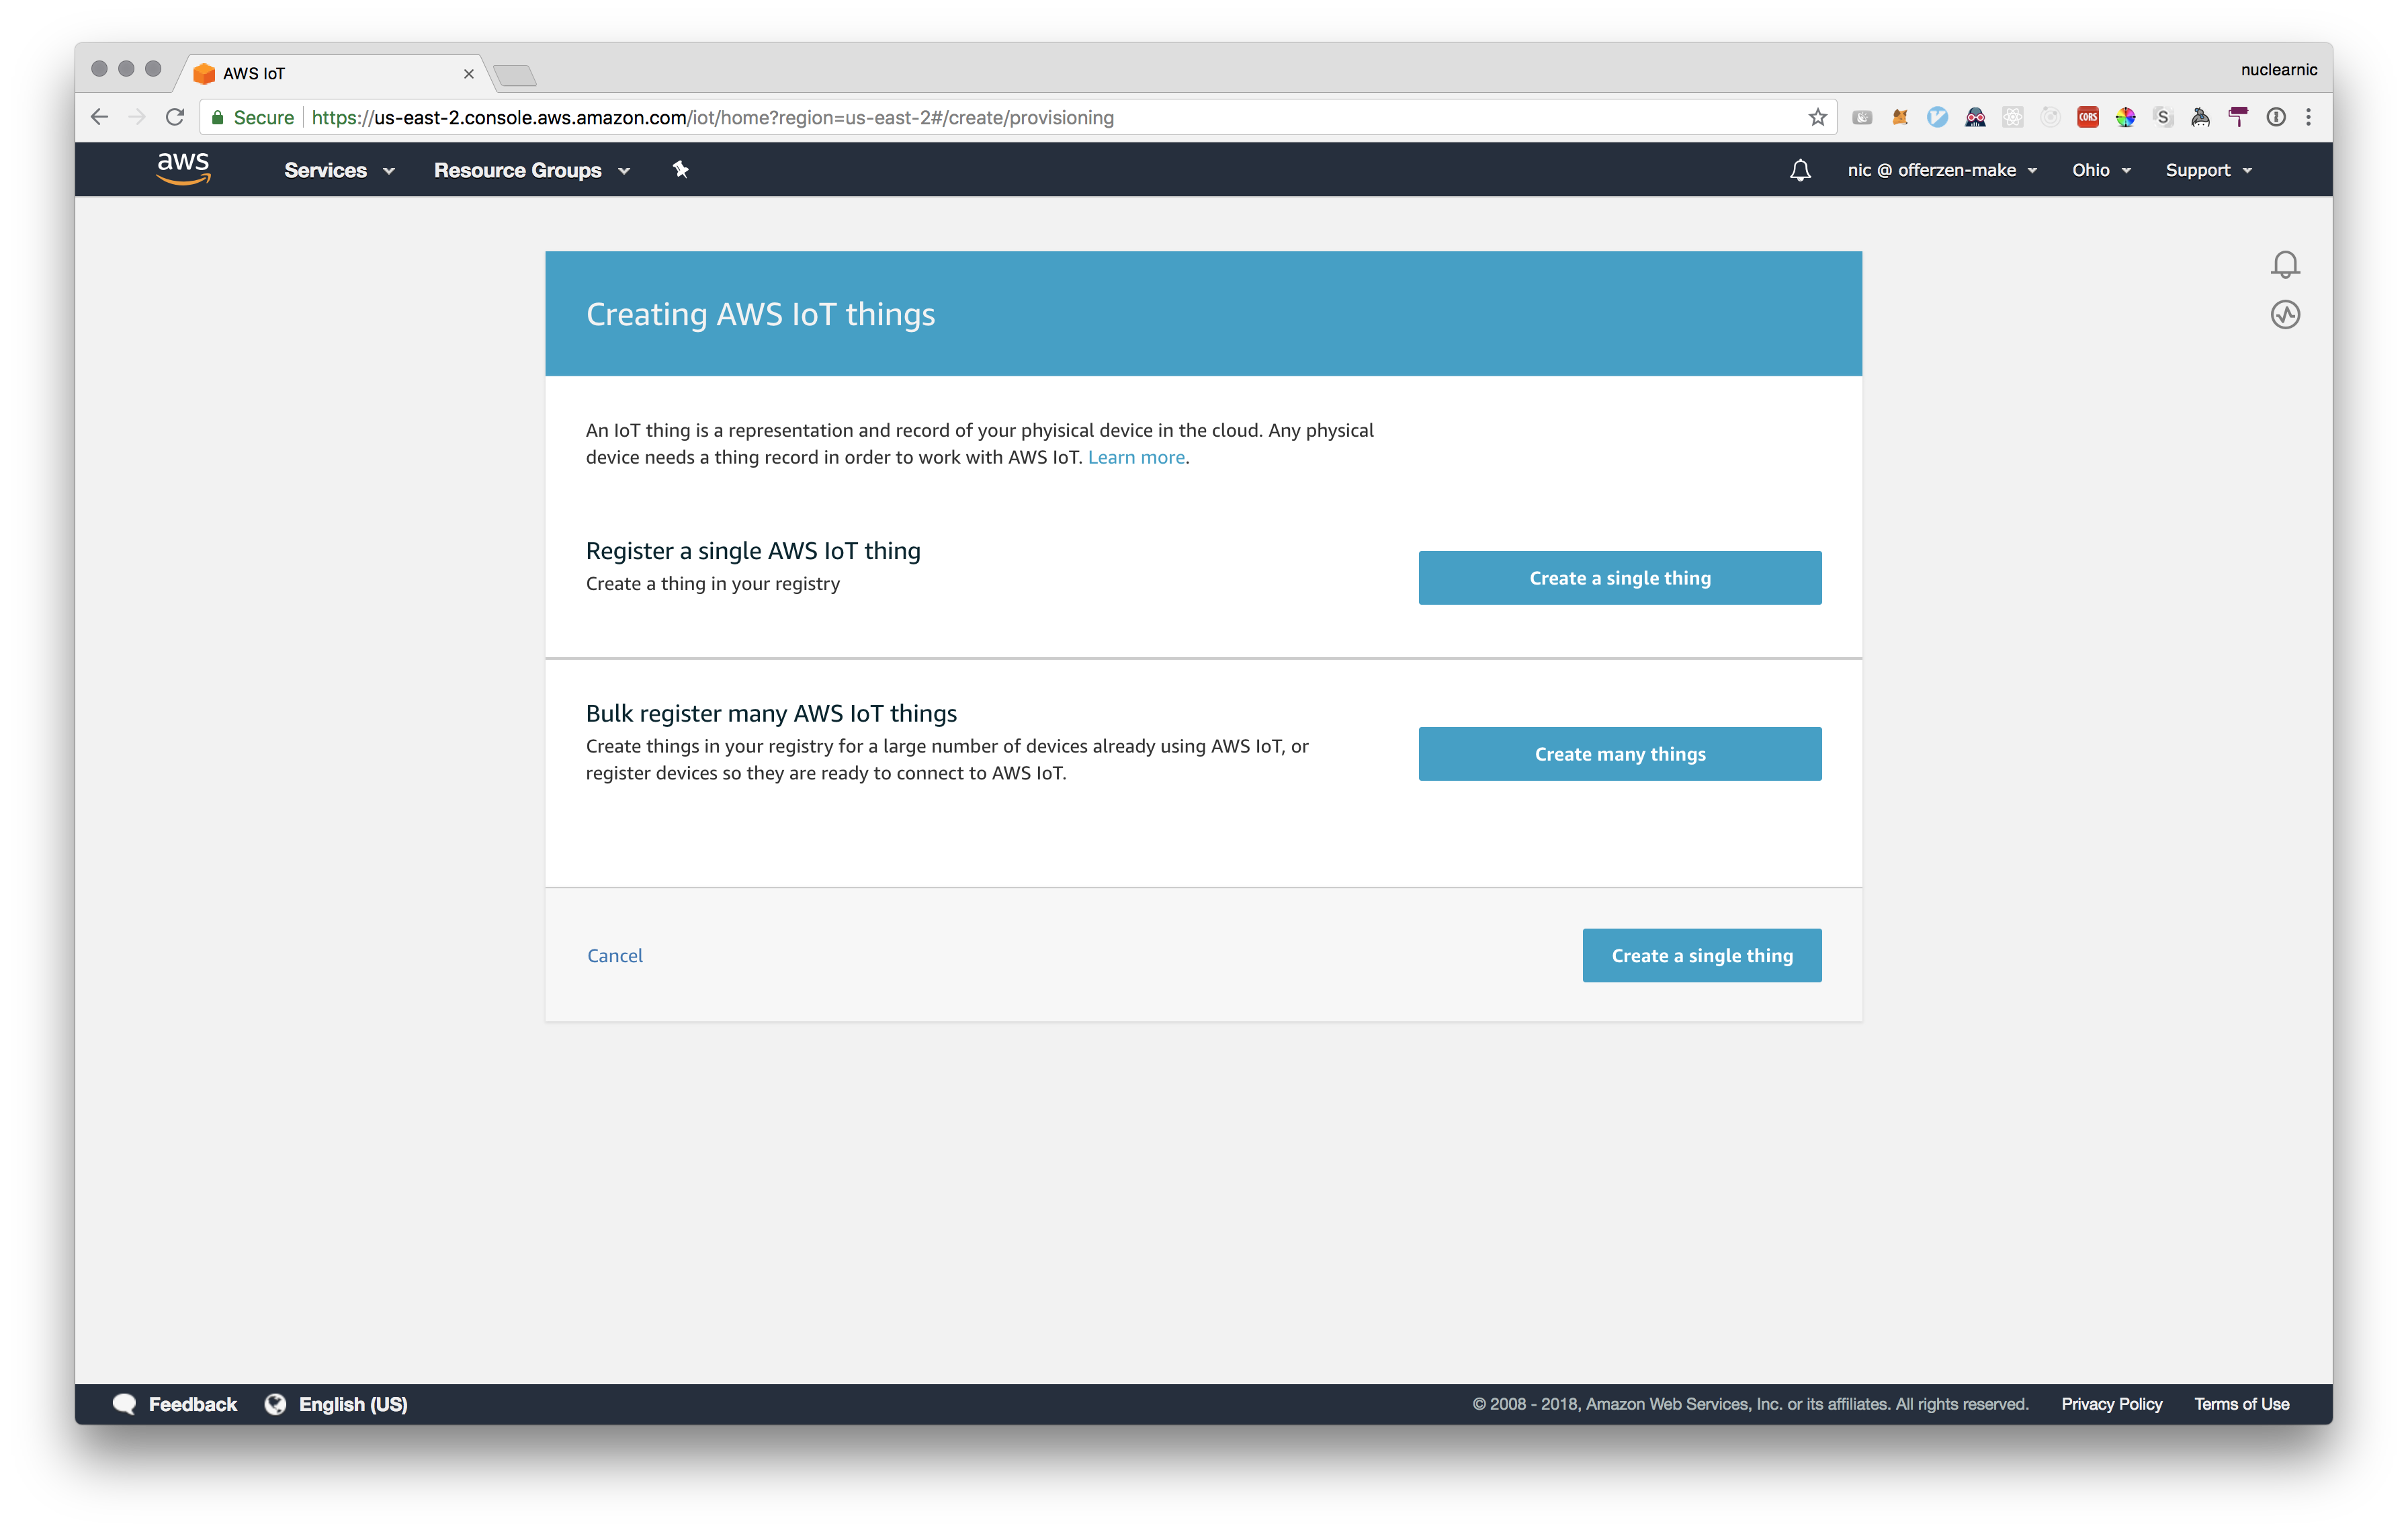 AWS IoT
nuclearnic
Secure https://us-east-2.console.aws.amazon.com/iot/home?region=us-east-2#/create/provisioning
CORS
S
aws Services Resource Groups nic @ offerzen-make Ohio Support
Creating AWS IoT things
An IoT thing is a representation and record of your phyisical device in the cloud. Any physical
device needs a thing record in order to work with AWS IoT. Learn more.
Register a single AWS IoT thing
Create a thing in your registry
Create a single thing
Bulk register many AWS IoT things
Create things in your registry for a large number of devices already using AWS IoT, or
register devices so they are ready to connect to AWS IoT.
Create many things
Cancel
Create a single thing
Feedback English (US) © 2008 - 2018, Amazon Web Services, Inc. or its affiliates. All rights reserved. Privacy Policy Terms of Use